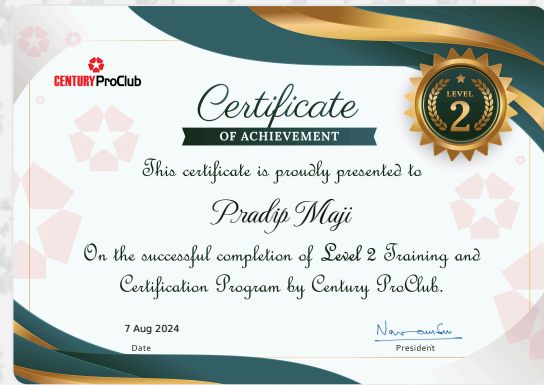 CENTURY ProClub
Certificate
OF ACHIEVEMENT
LEVEL
2
This certificate is proudly presented to
Pradip Maji
On the successful completion of Level 2 Training and
Certification Program by Century ProClub.
7 Aug 2024
Date
President